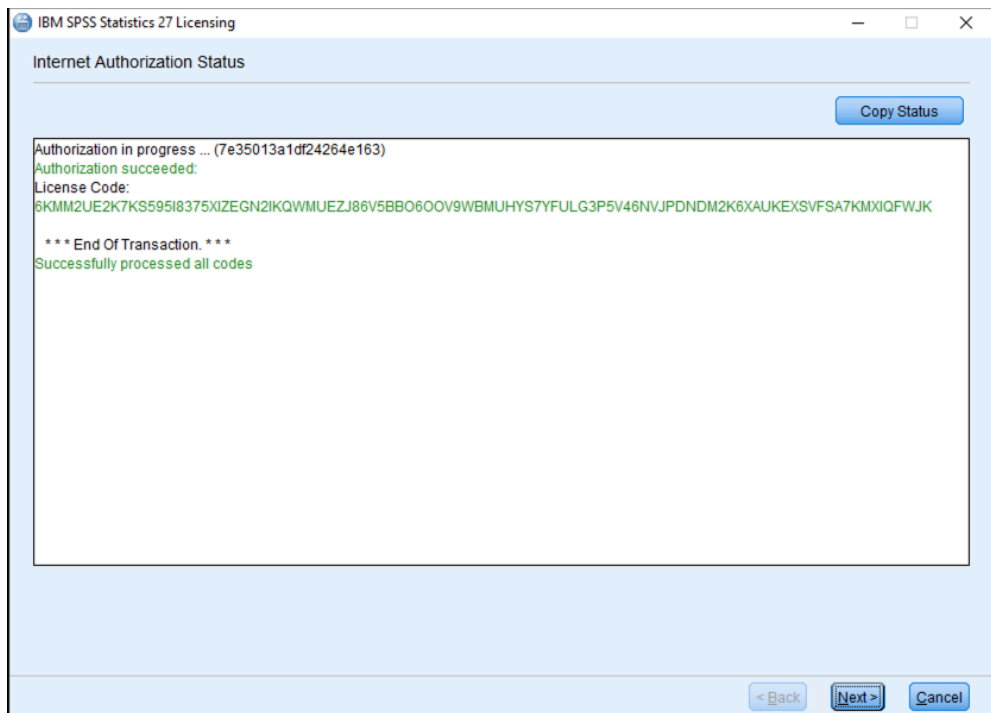 IBM SPSS Statistics 27 Licensing
Internet Authorization Status
Copy Status
Authorization in progress ... (7e35013a1df24264e163)
Authorization succeeded:
License Code:
6KMM2UE2K7KS595I8375XIZEGN2IKQWMUEZJ86V5BBO6OOV9WBMUHYS7YFULG3P5V46NVJPDNDM2K6XAUKEXSVFSA7KMXIQFWJK
* * * End Of Transaction. * * *
Successfully processed all codes
< Back
Next >
Cancel